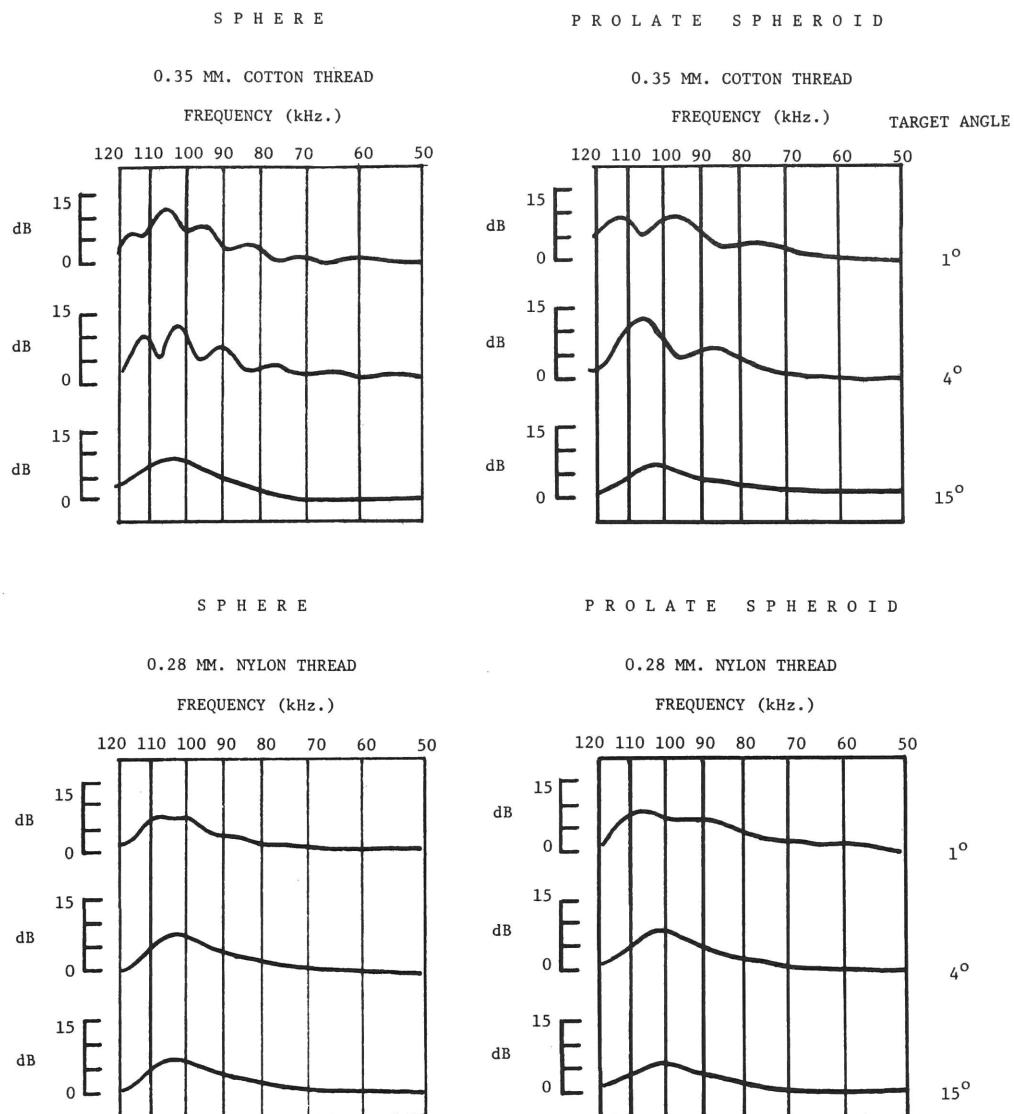 S P H E R E
P R O L A T E   S P H E R O I D
0.35 MM. COTTON THREAD
0.35 MM. COTTON THREAD
FREQUENCY (kHz.)
FREQUENCY (kHz.)
TARGET ANGLE
120 110 100 90 80 70 60 50
120 110 100 90 80 70 60 50
15
dB
0
15
dB
0
1°
15
dB
0
15
dB
0
4°
15
dB
0
15
dB
0
15°
S P H E R E
P R O L A T E   S P H E R O I D
0.28 MM. NYLON THREAD
0.28 MM. NYLON THREAD
FREQUENCY (kHz.)
FREQUENCY (kHz.)
120 110 100 90 80 70 60 50
120 110 100 90 80 70 60 50
15
dB
0
15
dB
0
1°
15
dB
0
15
dB
0
4°
15
dB
0
15
dB
0
15°